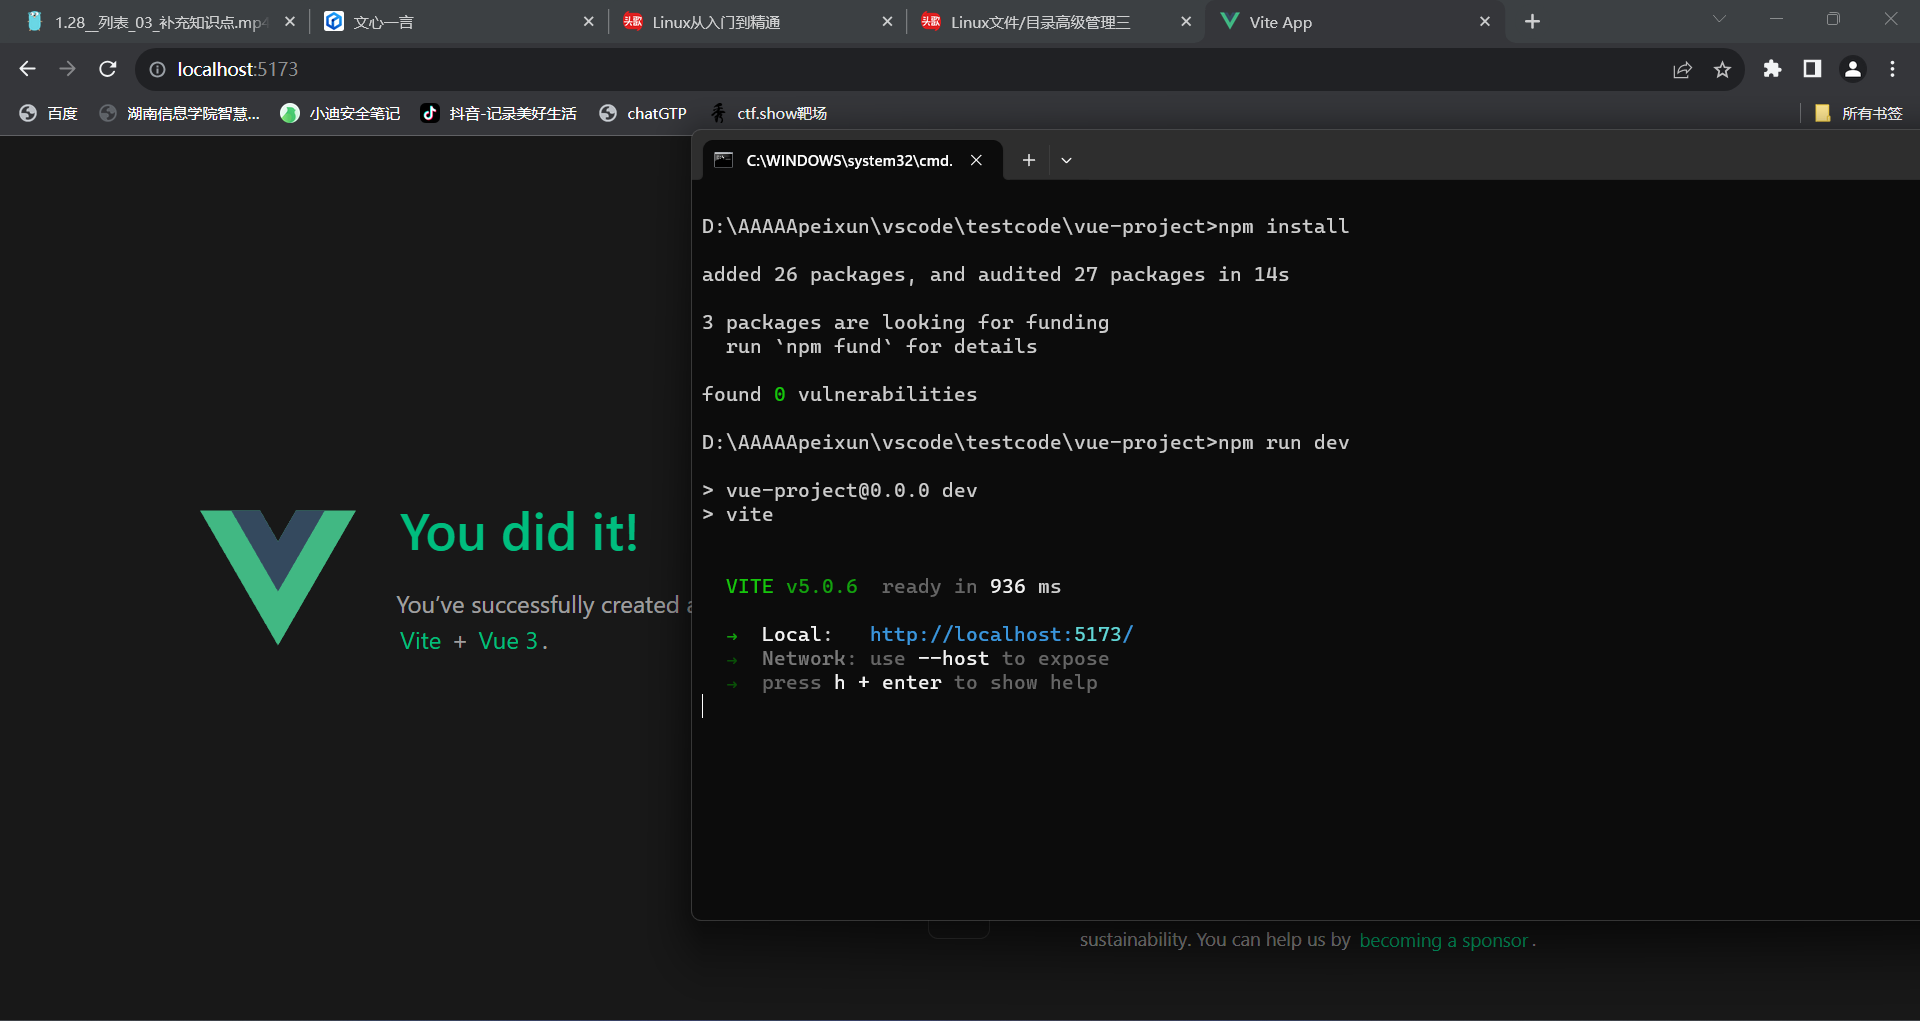 1.28__列表_03_补充知识点.mp4
文心一言
头歌 Linux从入门到精通
头歌 Linux文件/目录高级管理三
Vite App
localhost:5173
百度
湖南信息学院智慧...
小迪安全笔记
抖音-记录美好生活
chatGTP
ctf.show靶场
所有书签
C:\WINDOWS\system32\cmd.
D:\AAAAApeixun\vscode\testcode\vue-project>npm install
added 26 packages, and audited 27 packages in 14s
3 packages are looking for funding
run `npm fund` for details
found 0 vulnerabilities
D:\AAAAApeixun\vscode\testcode\vue-project>npm run dev
> vue-project@0.0.0 dev
> vite
VITE v5.0.6 ready in 936 ms
➜ Local: http://localhost:5173/
➜ Network: use --host to expose
➜ press h + enter to show help
You did it!
You’ve successfully created a
Vite + Vue 3.
sustainability. You can help us by becoming a sponsor.